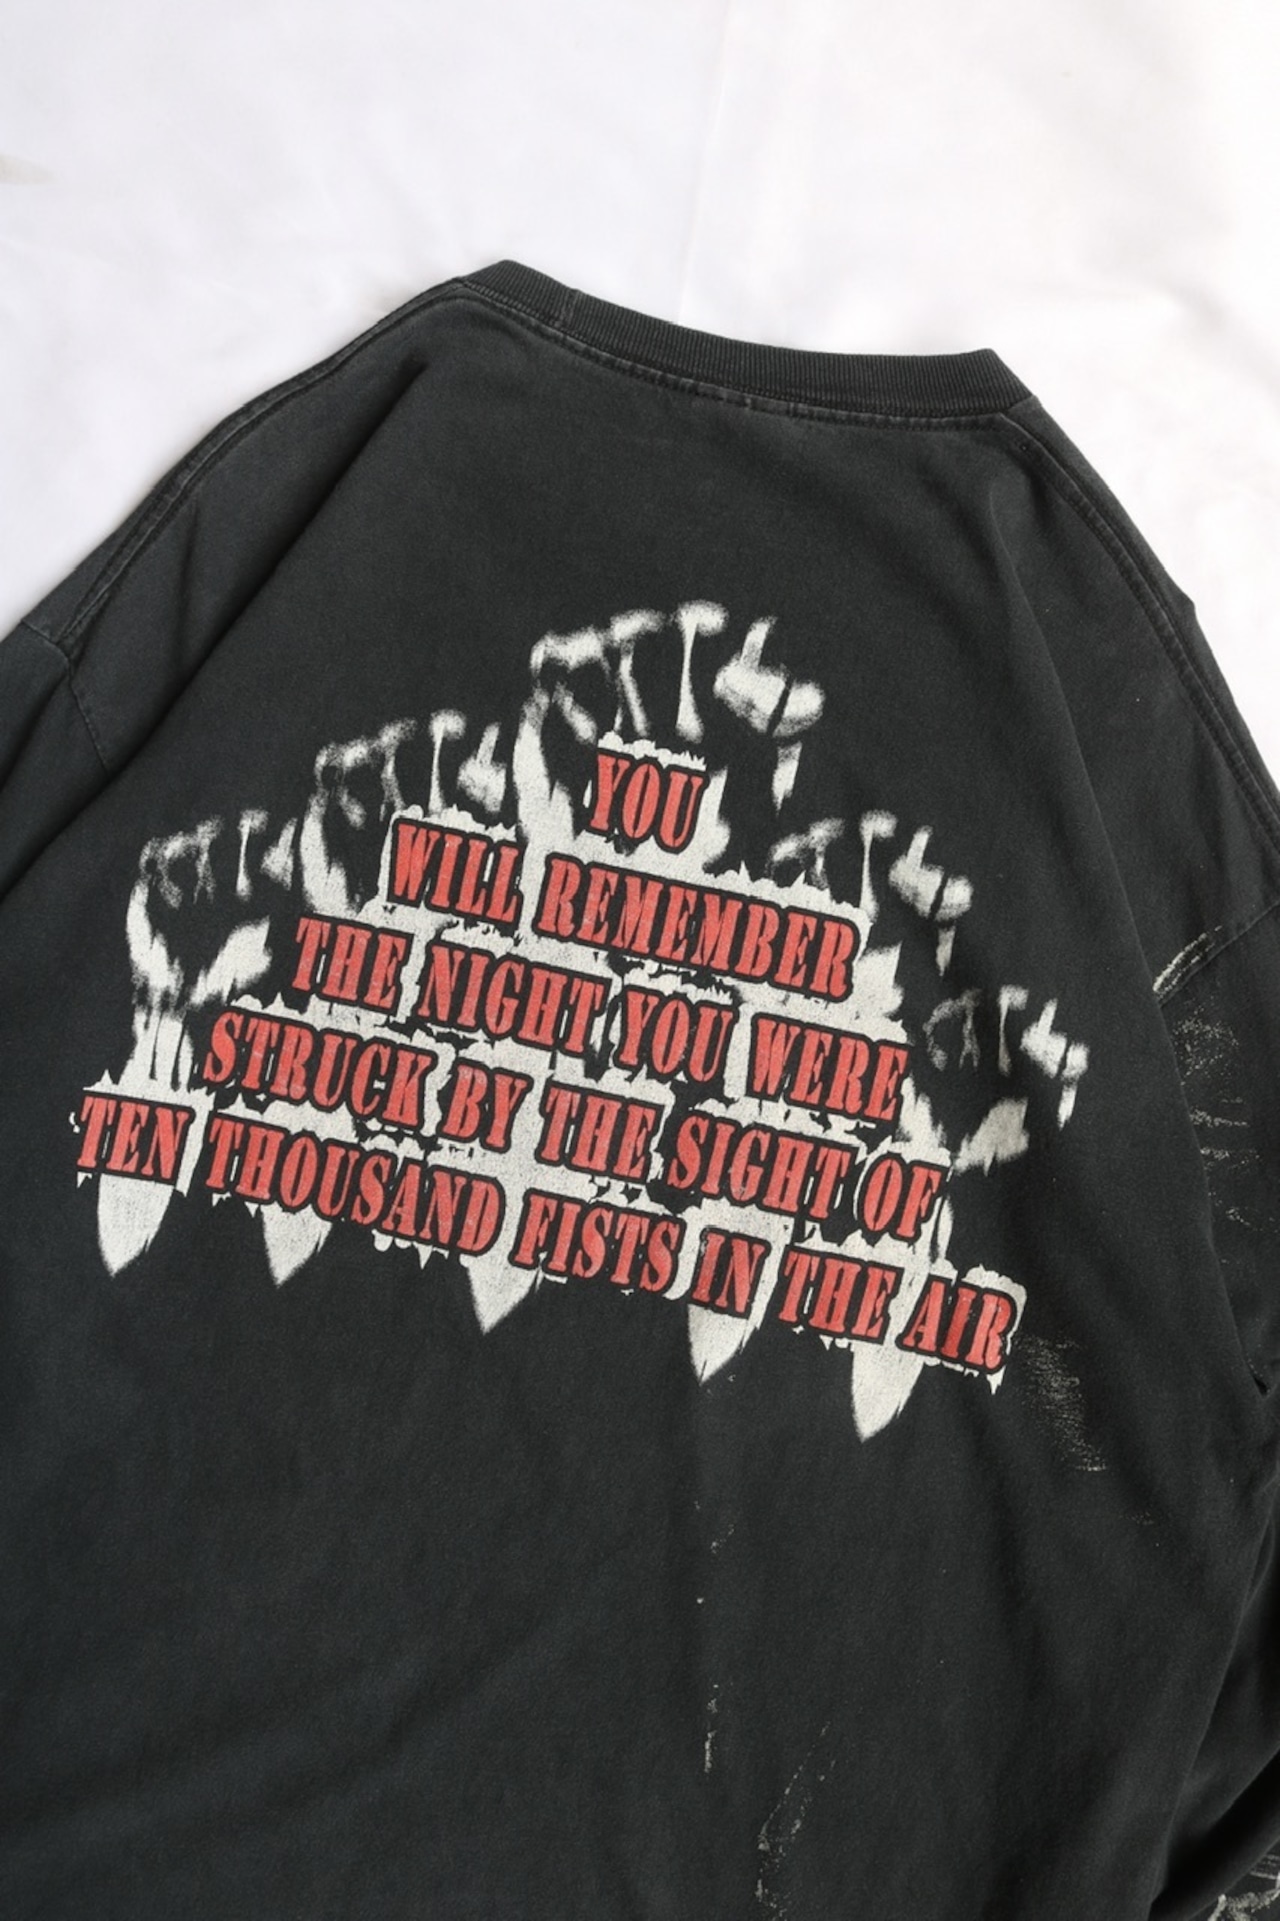 YOU
WILL REMEMBER
THE NIGHT YOU WERE
STRUCK BY THE SIGHT OF
TEN THOUSAND FISTS IN THE AIR